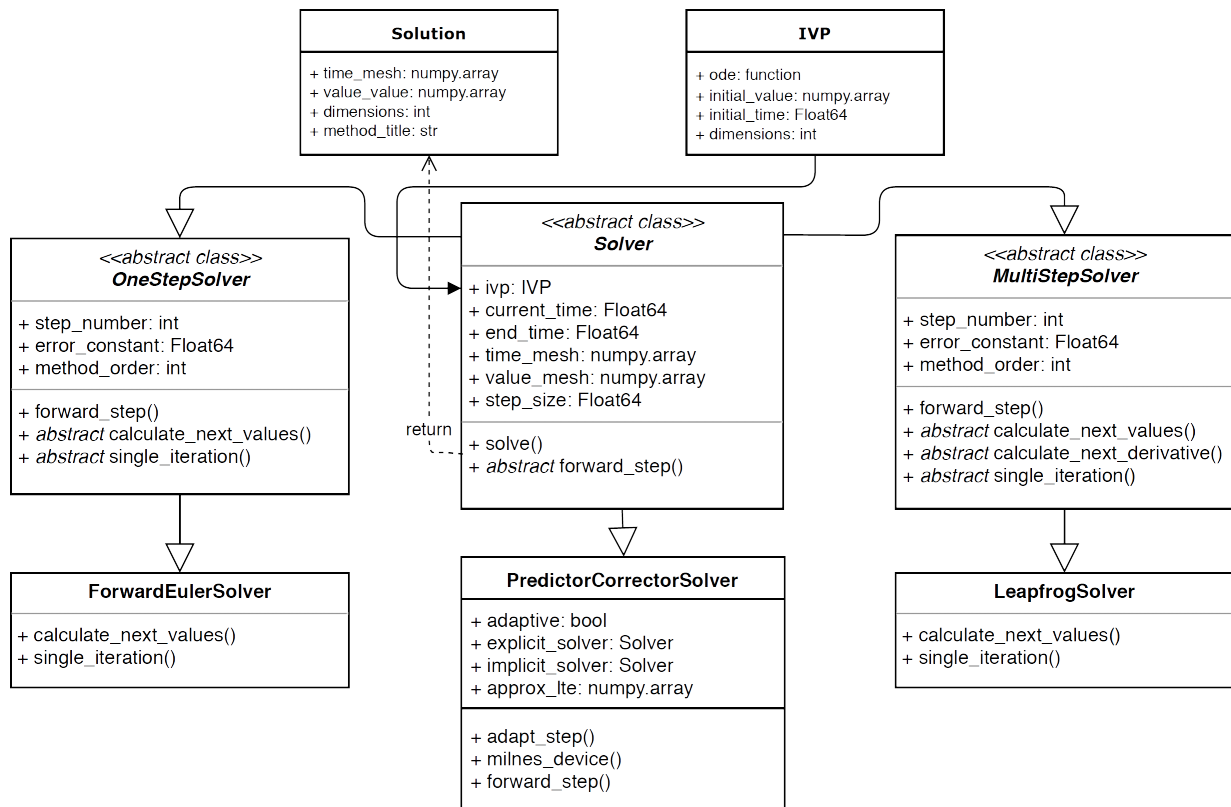 Solution
+ time_mesh: numpy.array
+ value_value: numpy.array
+ dimensions: int
+ method_title: str
IVP
+ ode: function
+ initial_value: numpy.array
+ initial_time: Float64
+ dimensions: int
<<abstract class>>
OneStepSolver
+ step_number: int
+ error_constant: Float64
+ method_order: int
+ forward_step()
+ abstract calculate_next_values()
+ abstract single_iteration()
<<abstract class>>
Solver
+ ivp: IVP
+ current_time: Float64
+ end_time: Float64
+ time_mesh: numpy.array
+ value_mesh: numpy.array
+ step_size: Float64
return
+ solve()
+ abstract forward_step()
<<abstract class>>
MultiStepSolver
+ step_number: int
+ error_constant: Float64
+ method_order: int
+ forward_step()
+ abstract calculate_next_values()
+ abstract calculate_next_derivative()
+ abstract single_iteration()
ForwardEulerSolver
+ calculate_next_values()
+ single_iteration()
PredictorCorrectorSolver
+ adaptive: bool
+ explicit_solver: Solver
+ implicit_solver: Solver
+ approx_lte: numpy.array
+ adapt_step()
+ milnes_device()
+ forward_step()
LeapfrogSolver
+ calculate_next_values()
+ single_iteration()